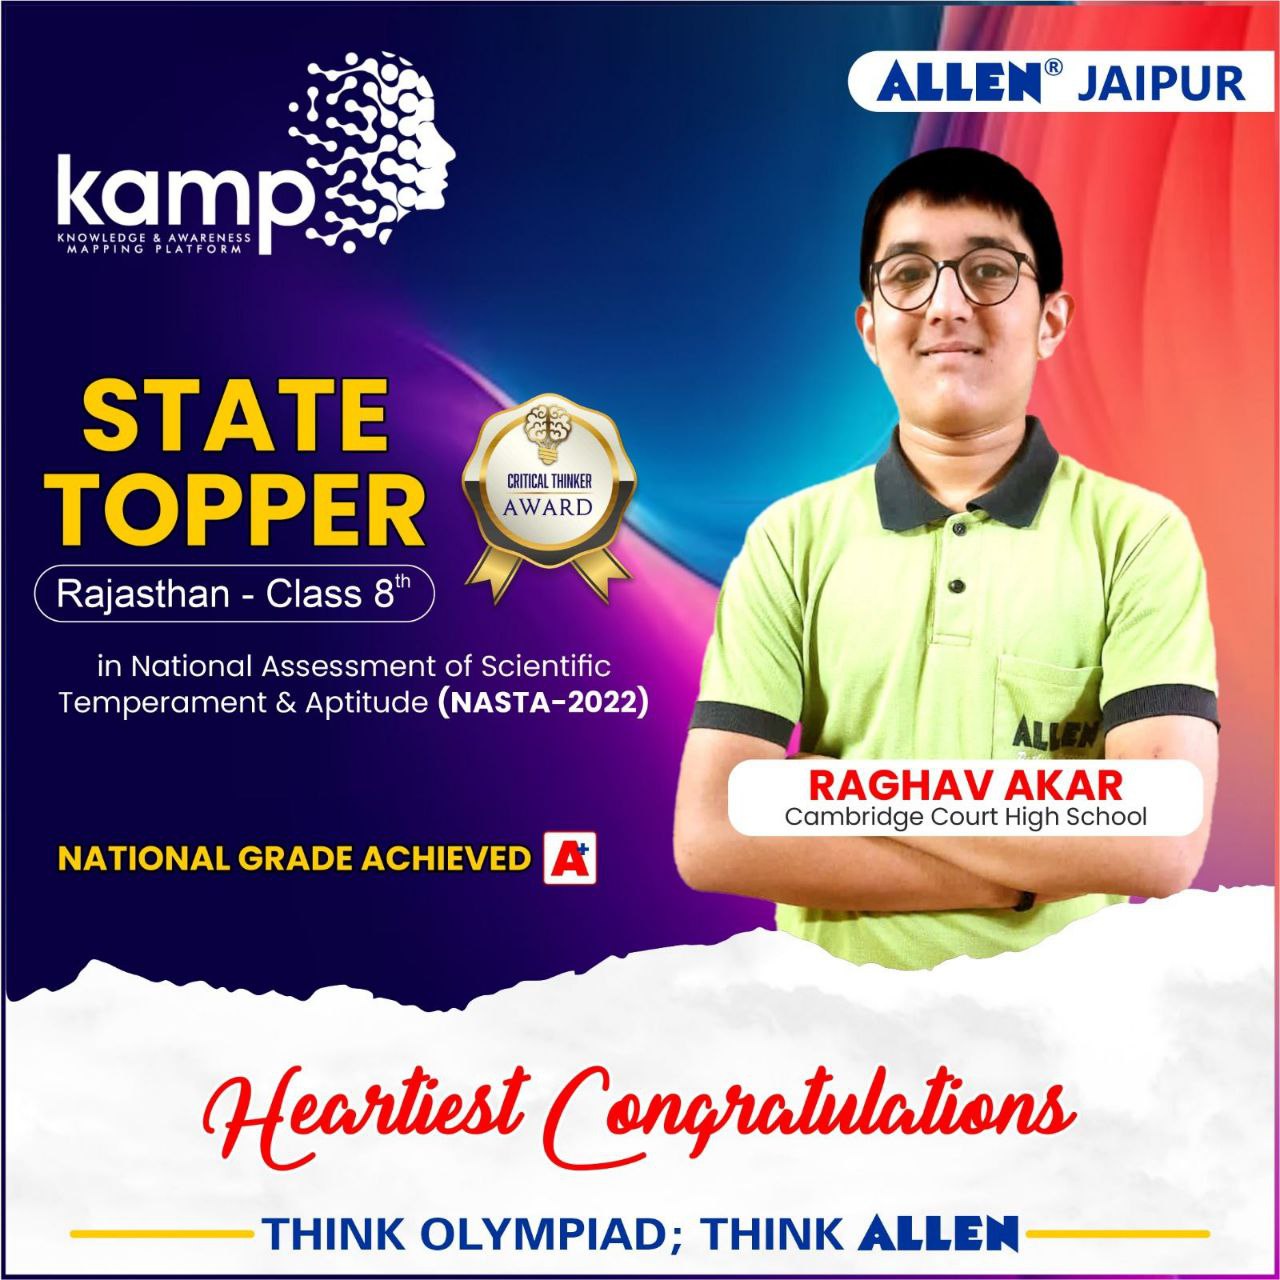 ALLEN® JAIPUR
kamp
KNOWLEDGE & AWARENESS
MAPPING PLATFORM
STATE
TOPPER
CRITICAL THINKER
AWARD
Rajasthan - Class 8th
in National Assessment of Scientific
Temperament & Aptitude (NASTA-2022)
ALLEN
RAGHAV AKAR
Cambridge Court High School
NATIONAL GRADE ACHIEVED A+
Heartiest Congratulations
THINK OLYMPIAD; THINK ALLEN